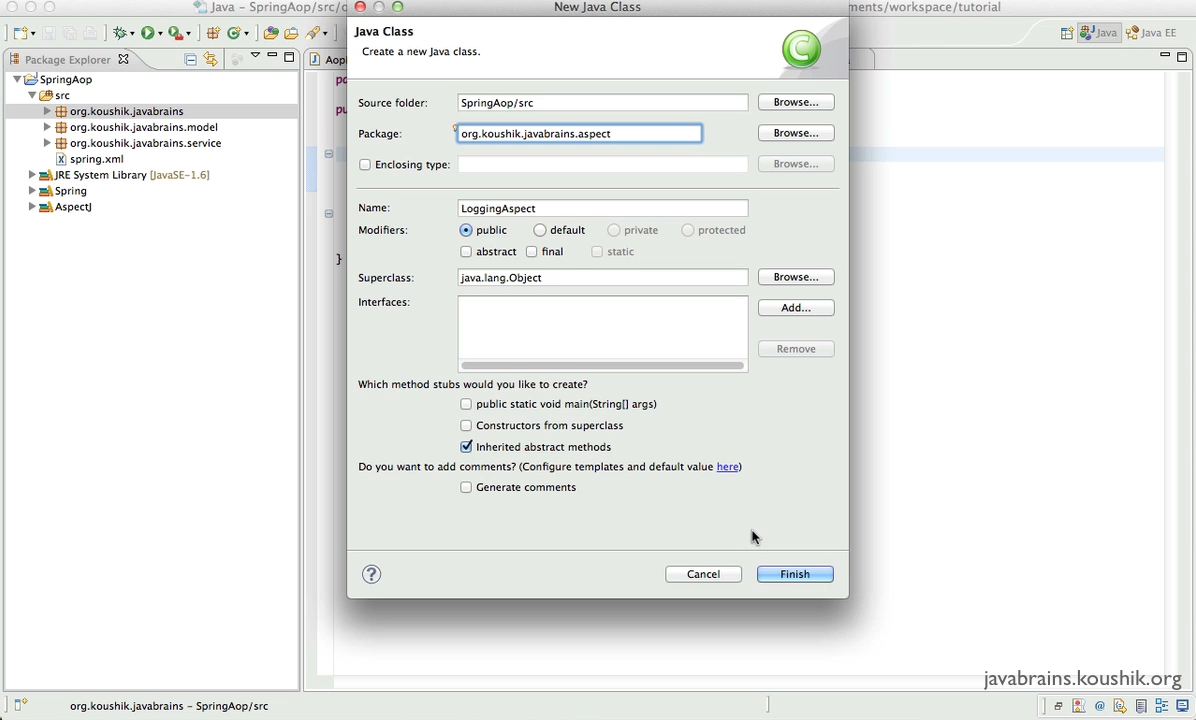 Java - SpringAop/src/o
New Java Class
ments/workspace/tutorial
Java
Java EE
Package Explorer
SpringAop
src
org.koushik.javabrains
org.koushik.javabrains.model
org.koushik.javabrains.service
spring.xml
JRE System Library [JavaSE-1.6]
Spring
AspectJ
J Aop
pa
pu
}
Java Class
Create a new Java class.
C
Source folder: SpringAop/src Browse...
Package: org.koushik.javabrains.aspect Browse...
Enclosing type: Browse...
Name: LoggingAspect
Modifiers: public default private protected
abstract final static
Superclass: java.lang.Object Browse...
Interfaces: Add...
Remove
Which method stubs would you like to create?
public static void main(String[] args)
Constructors from superclass
Inherited abstract methods
Do you want to add comments? (Configure templates and default value here)
Generate comments
? Cancel Finish
javabrains.koushik.org
org.koushik.javabrains - SpringAop/src